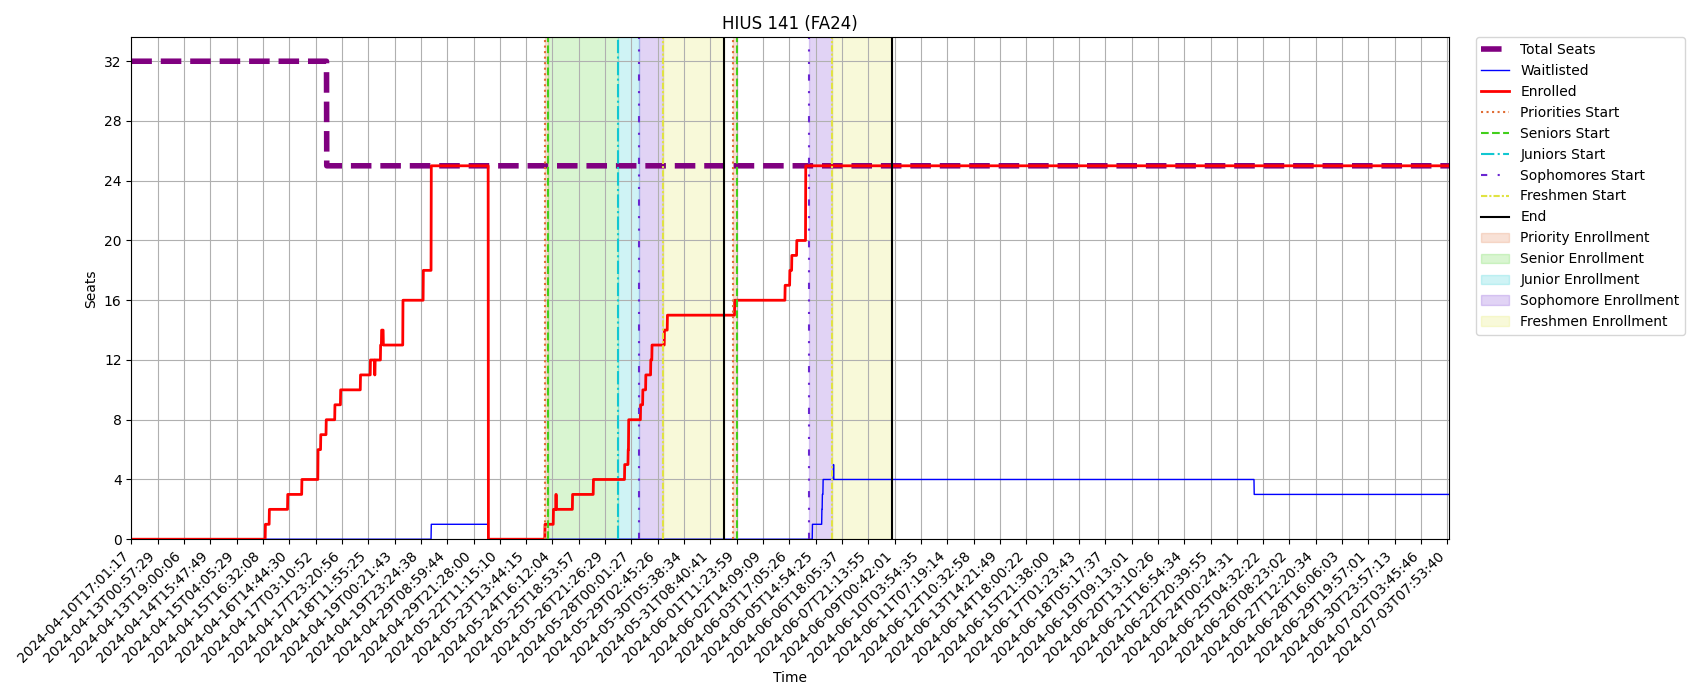 HIUS 141 (FA24)
Seats
32
28
24
20
16
12
8
4
0
2024-04-10T17:01:17
2024-04-13T00:57:29
2024-04-13T19:00:06
2024-04-14T15:47:49
2024-04-15T04:05:29
2024-04-15T16:32:08
2024-04-16T14:44:30
2024-04-17T03:10:52
2024-04-17T23:20:56
2024-04-18T11:55:25
2024-04-19T00:21:43
2024-04-19T23:24:38
2024-04-29T08:59:44
2024-04-29T21:28:00
2024-05-22T11:15:10
2024-05-23T13:44:15
2024-05-24T16:12:04
2024-05-25T18:53:57
2024-05-26T21:26:29
2024-05-28T00:01:27
2024-05-29T02:45:26
2024-05-30T05:38:34
2024-05-31T08:40:41
2024-06-01T11:23:59
2024-06-02T14:09:09
2024-06-03T17:05:26
2024-06-05T14:54:25
2024-06-06T18:05:37
2024-06-07T21:13:55
2024-06-09T00:42:01
2024-06-10T03:54:35
2024-06-11T07:19:14
2024-06-12T10:32:58
2024-06-13T14:21:49
2024-06-14T18:00:22
2024-06-15T21:38:00
2024-06-17T01:23:43
2024-06-18T05:17:37
2024-06-19T09:13:01
2024-06-20T13:10:26
2024-06-21T16:54:34
2024-06-22T20:39:55
2024-06-24T00:24:31
2024-06-25T04:32:22
2024-06-26T08:23:02
2024-06-27T12:20:34
2024-06-28T16:06:03
2024-06-29T19:57:01
2024-06-30T23:57:13
2024-07-02T03:45:46
2024-07-03T07:53:40
Time
Total Seats
Waitlisted
Enrolled
Priorities Start
Seniors Start
Juniors Start
Sophomores Start
Freshmen Start
End
Priority Enrollment
Senior Enrollment
Junior Enrollment
Sophomore Enrollment
Freshmen Enrollment